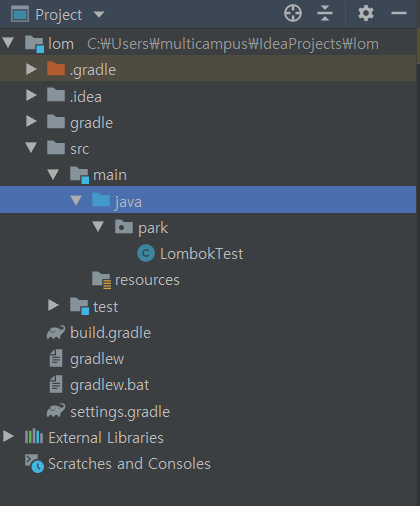 Project
lom C:₩Users₩multicampus₩IdeaProjects₩lom
.gradle
.idea
gradle
src
main
java
park
C LombokTest
resources
test
build.gradle
gradlew
gradlew.bat
settings.gradle
External Libraries
Scratches and Consoles